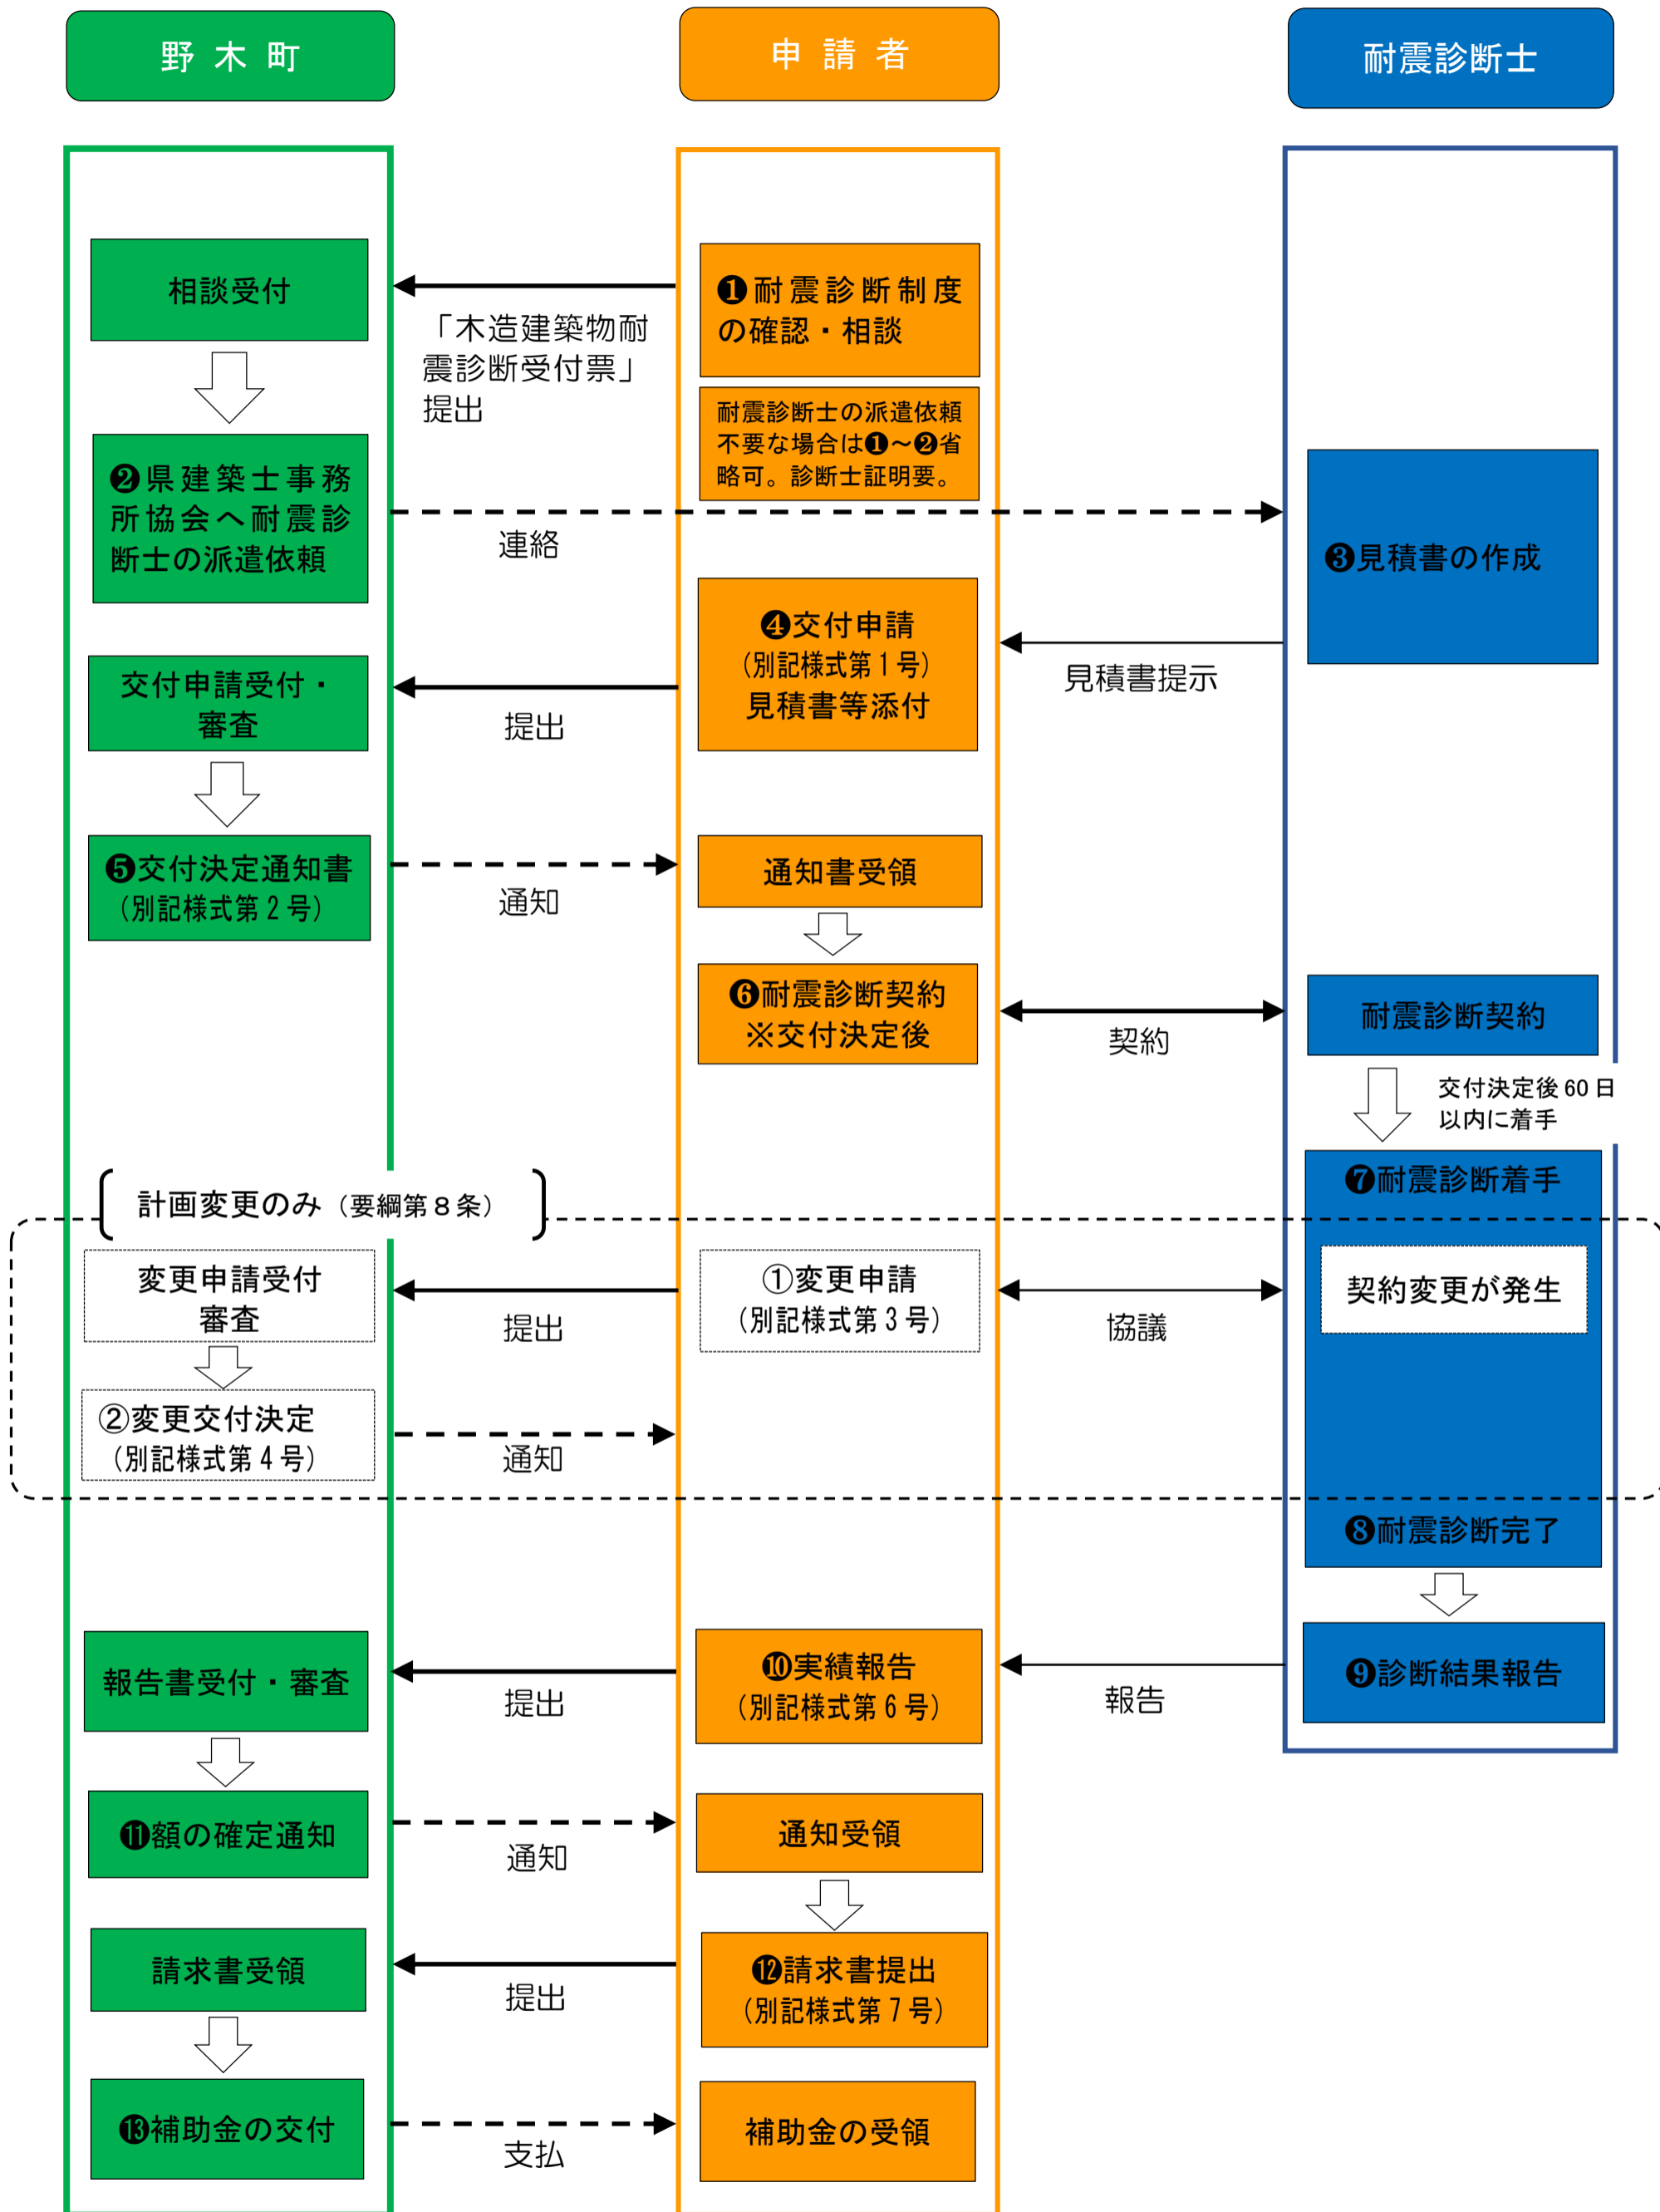 野木町
申請者
耐震診断士
相談受付
「木造建築物耐
震診断受付票」
提出
❶耐震診断制度
の確認・相談
耐震診断士の派遣依頼
不要な場合は❶～❷省
略可。診断士証明要。
❷県建築士事務
所協会へ耐震診
断士の派遣依頼
連絡
❸見積書の作成
❹交付申請
（別記様式第1号）
見積書等添付
見積書提示
交付申請受付・
審査
提出
❺交付決定通知書
（別記様式第2号）
通知
通知書受領
❻耐震診断契約
※交付決定後
契約
耐震診断契約
交付決定後60日
以内に着手
❼耐震診断着手
計画変更のみ（要綱第8条）
変更申請受付
審査
提出
①変更申請
（別記様式第3号）
協議
契約変更が発生
②変更交付決定
（別記様式第4号）
通知
❽耐震診断完了
報告書受付・審査
提出
❿実績報告
（別記様式第6号）
報告
❾診断結果報告
⓫額の確定通知
通知
通知受領
請求書受領
提出
⓬請求書提出
（別記様式第7号）
⓭補助金の交付
支払
補助金の受領